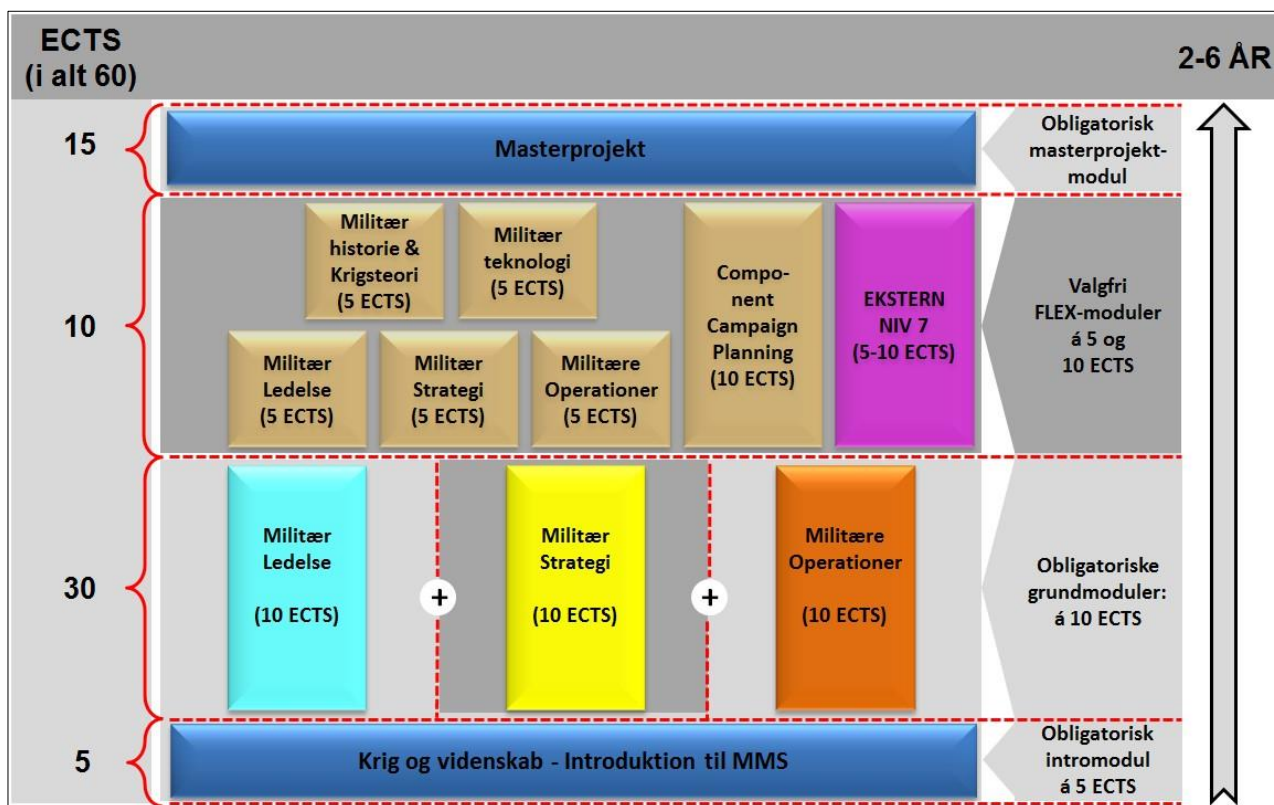 ECTS
(i alt 60)
2-6 ÅR
15
Masterprojekt
Obligatorisk
masterprojekt-
modul
10
Militær
historie &
Krigsteori
(5 ECTS)
Militær
teknologi
(5 ECTS)
Militær
Ledelse
(5 ECTS)
Militær
Strategi
(5 ECTS)
Militære
Operationer
(5 ECTS)
Compo-
nent
Campaign
Planning
(10 ECTS)
EKSTERN
NIV 7
(5-10 ECTS)
Valgfri
FLEX-moduler
á 5 og
10 ECTS
30
Militær
Ledelse
(10 ECTS)
+
Militær
Strategi
(10 ECTS)
+
Militære
Operationer
(10 ECTS)
Obligatoriske
grundmoduler:
á 10 ECTS
5
Krig og videnskab - Introduktion til MMS
Obligatorisk
intromodul
á 5 ECTS